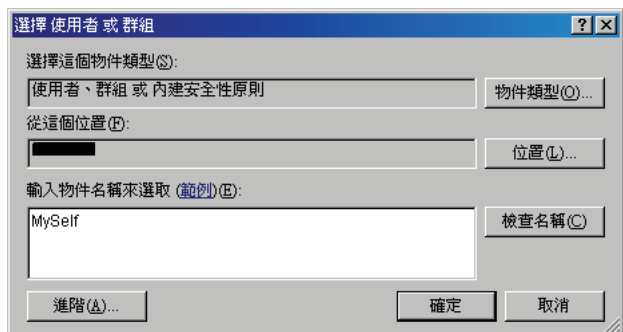 選擇 使用者 或 群組
選擇這個物件類型(S):
使用者、群組 或 內建安全性原則
物件類型(O)...
從這個位置(F):
位置(L)...
輸入物件名稱來選取 (範例)(E):
MySelf
檢查名稱(C)
進階(A)...
確定
取消